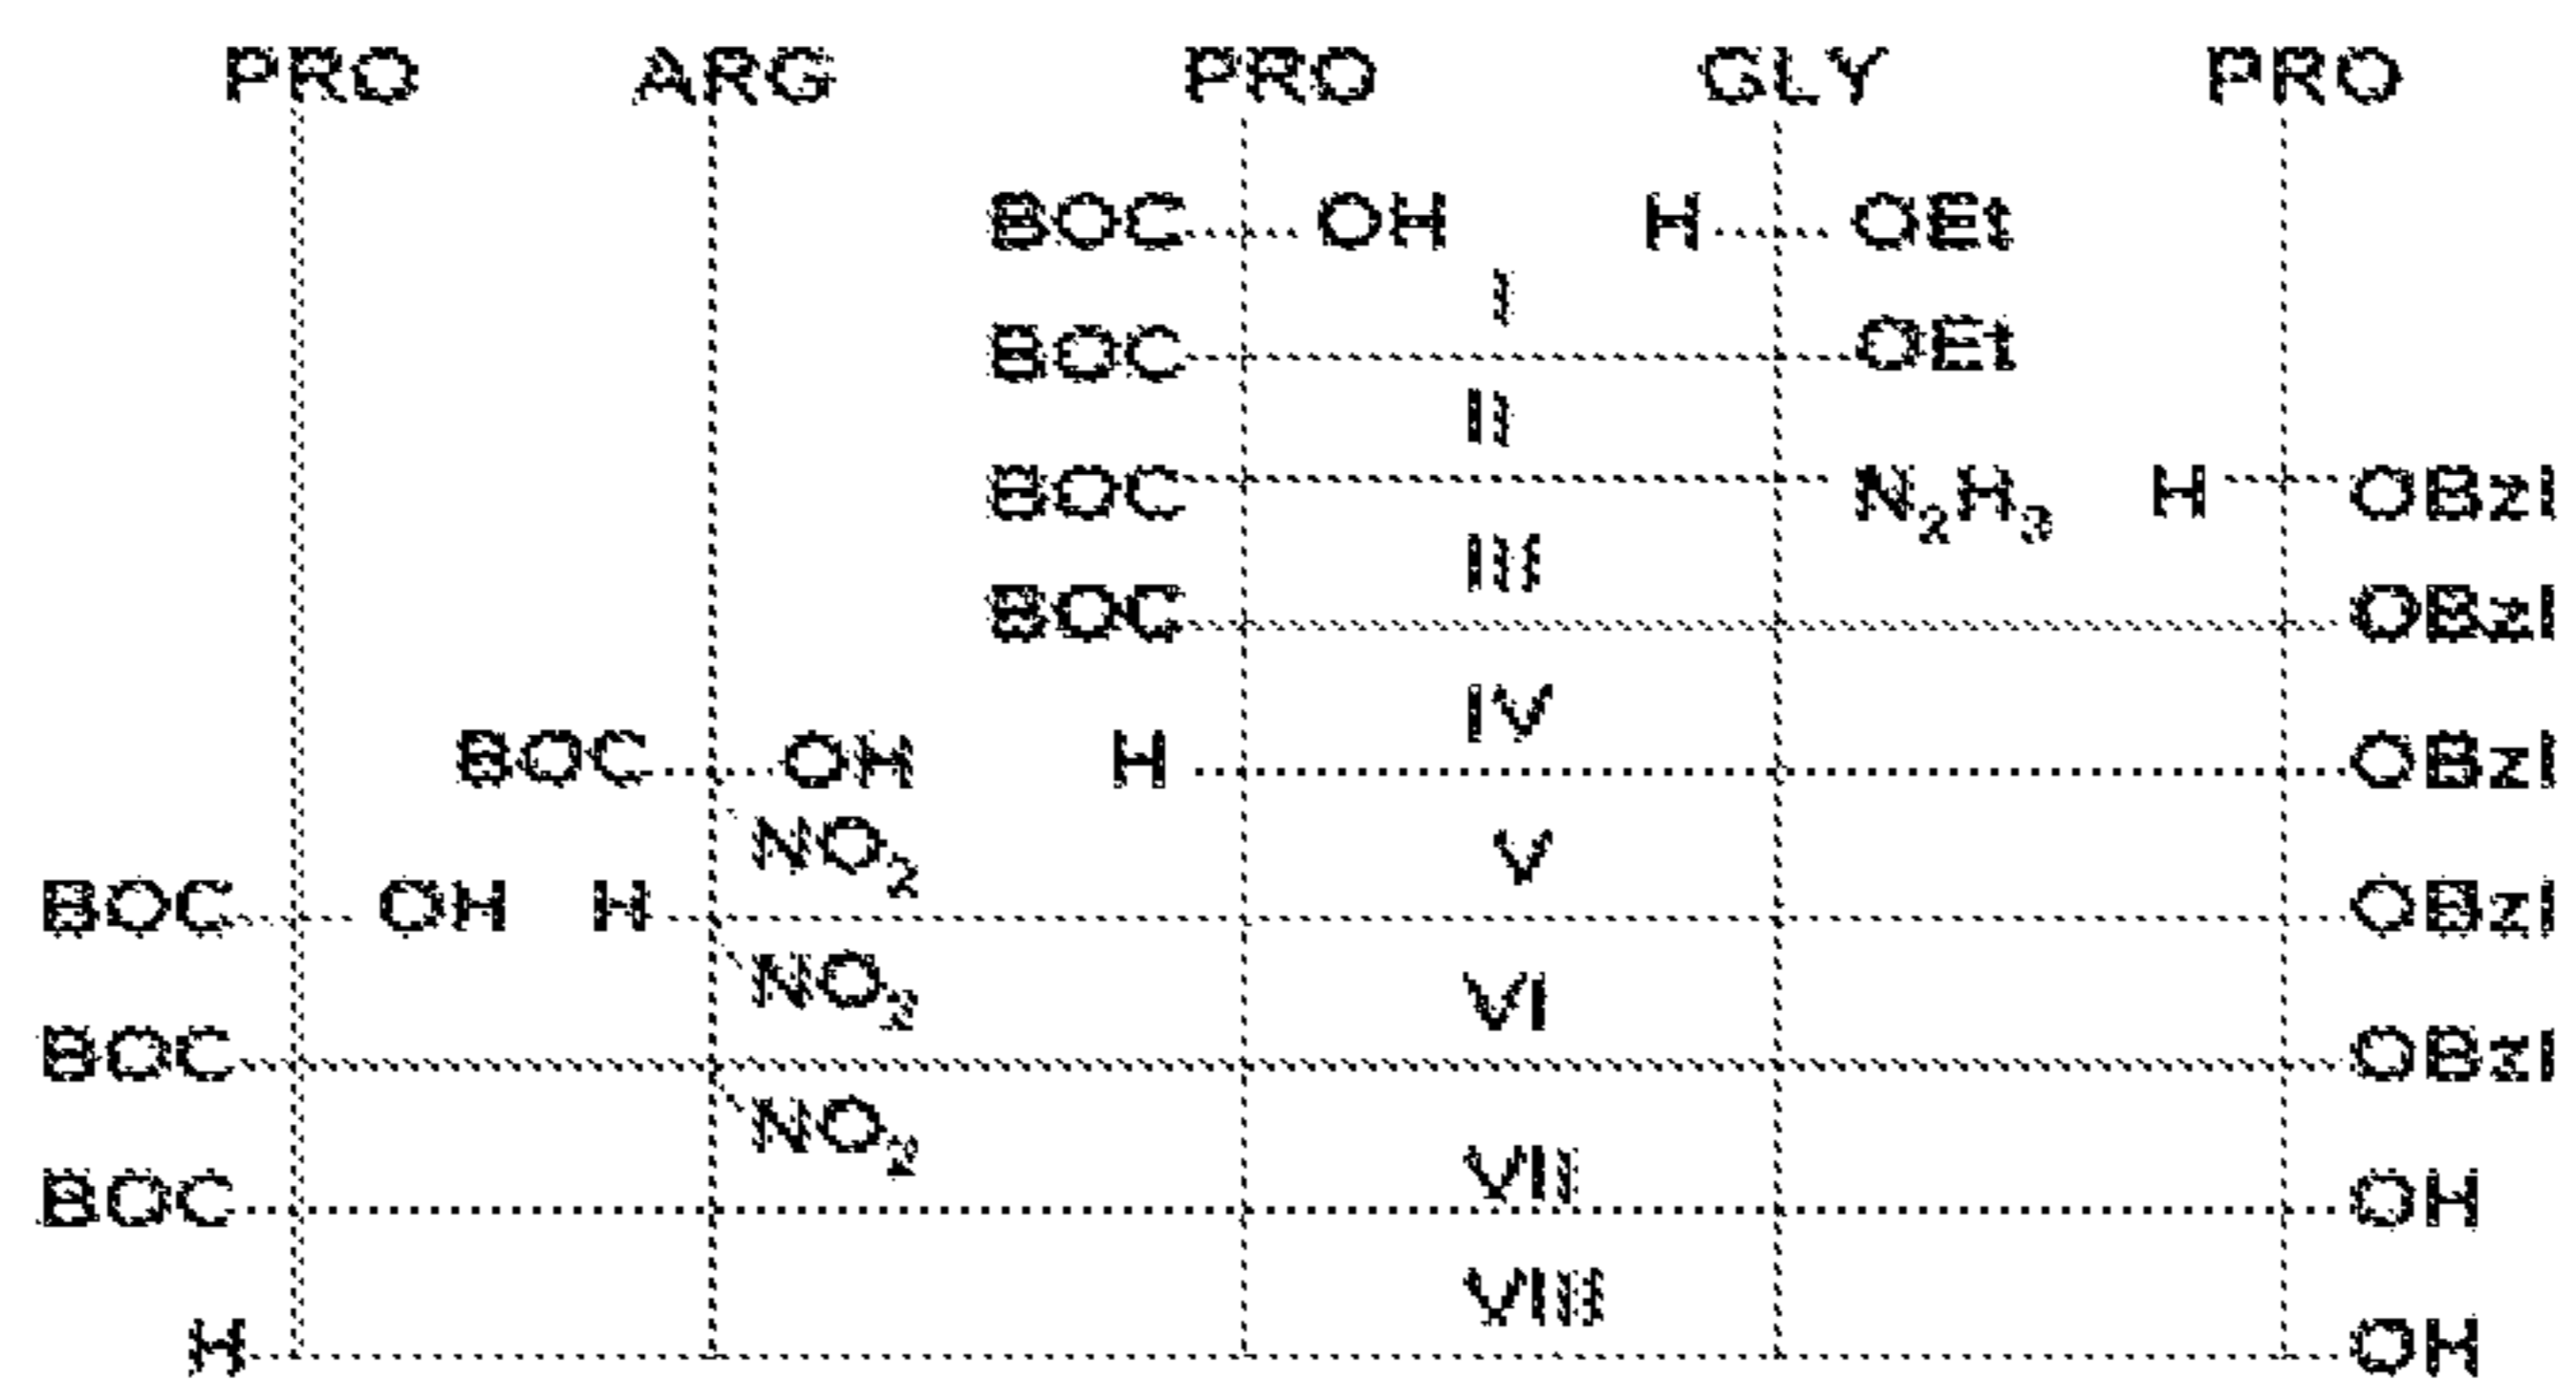 PRO ARG PRO GLY PRO
BOC OH H OEt
I
BOC OEt
II
BOC N₂H₃ H OBzl
III
BOC OBzl
IV
BOC OH H OBzl
NO₂ V
BOC OH H OBzl
NO₂ VI
BOC OBzl
NO₂ VII
BOC OH
VIII
H OH